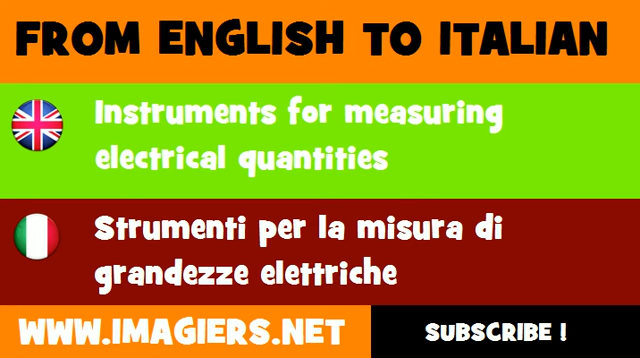 FROM ENGLISH TO ITALIAN
Instruments for measuring
electrical quantities
Strumenti per la misura di
grandezze elettriche
WWW.IMAGIERS.NET
SUBSCRIBE !